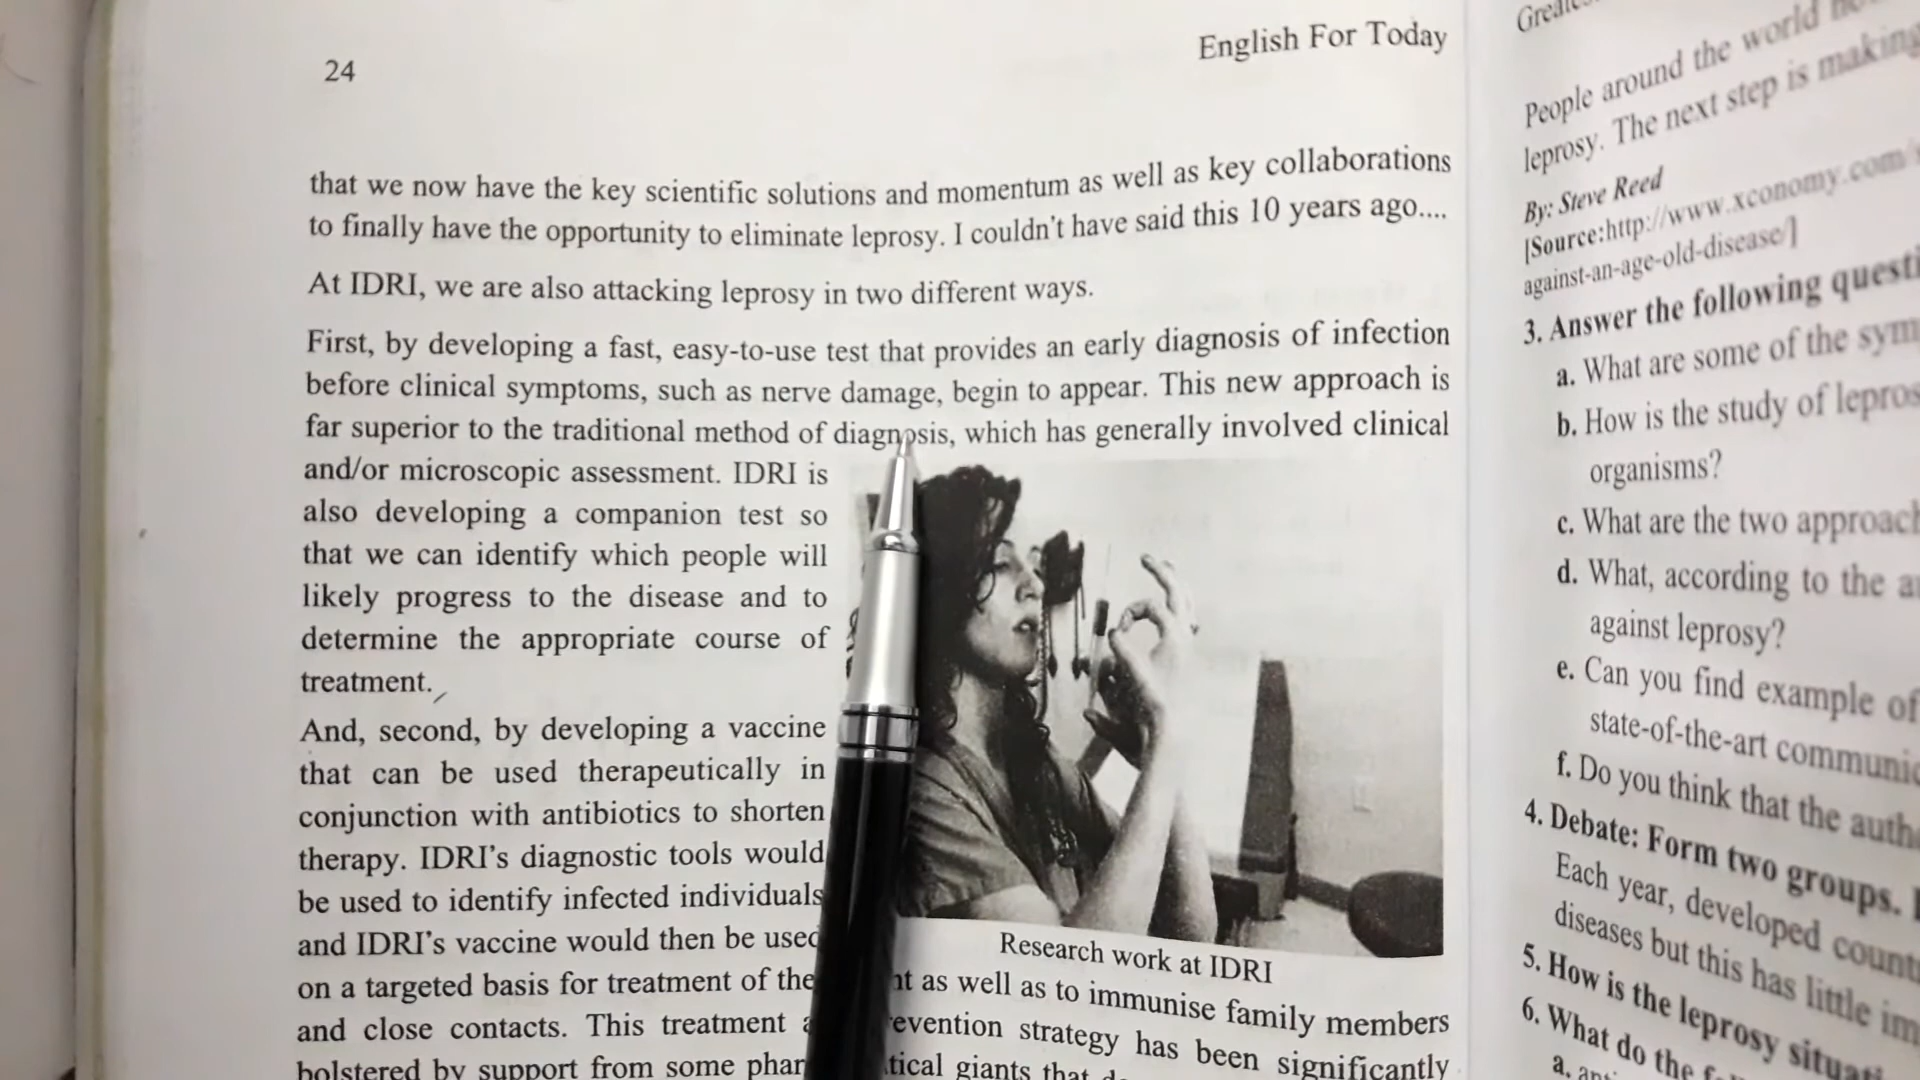 24
English For Today
that we now have the key scientific solutions and momentum as well as key collaborations
to finally have the opportunity to eliminate leprosy. I couldn't have said this 10 years ago....
At IDRI, we are also attacking leprosy in two different ways.
First, by developing a fast, easy-to-use test that provides an early diagnosis of infection
before clinical symptoms, such as nerve damage, begin to appear. This new approach is
far superior to the traditional method of diagnosis, which has generally involved clinical
and/or microscopic assessment. IDRI is
also developing a companion test so
that we can identify which people will
likely progress to the disease and to
determine the appropriate course of
treatment.
And, second, by developing a vaccine
that can be used therapeutically in
conjunction with antibiotics to shorten
therapy. IDRI's diagnostic tools would
be used to identify infected individuals
and IDRI's vaccine would then be used
on a targeted basis for treatment of the as well as to immunise family members
and close contacts. This treatment strategy has been significantly
bolstered by support from some giants that
Research work at IDRI
People around the world
leprosy. The next step is making
By: Steve Reed
[Source:http://www.xconomy.com/
against-an-age-old-disease/]
3. Answer the following
a. What are some of the
b. How is the study of
organisms?
c. What are the two
d. What, according to the
against leprosy?
e. Can you find example of
state-of-the-art
f. Do you think that the
4. Debate: Form two groups.
Each year, developed
diseases but this has little
5. How is the leprosy
6. What do the
a.